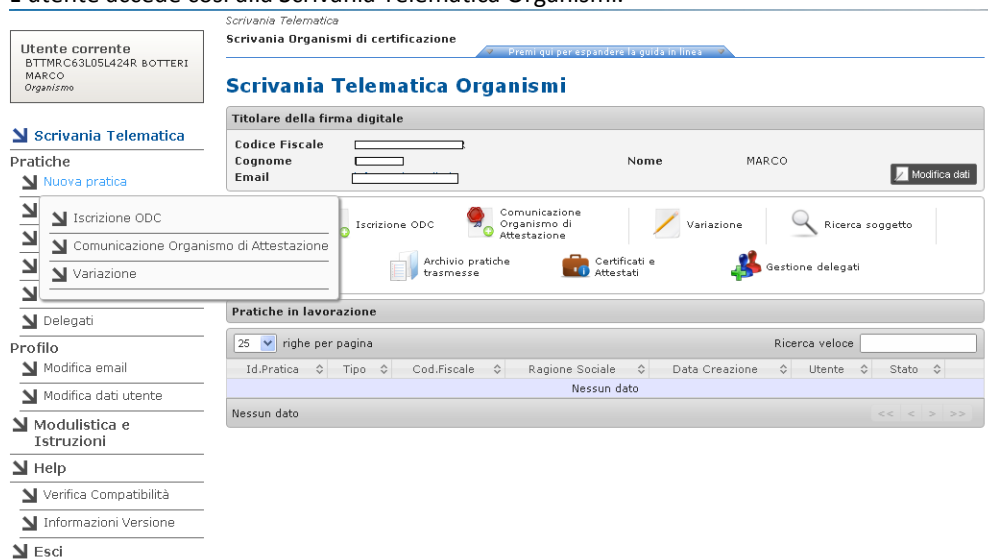 L'utente accede così alla Scrivania Telematica Organismi.
Scrivania Telematica
Scrivania Organismi di certificazione
Premi qui per espandere la guida in linea
Utente corrente
BTTMRC63L05L424R BOTTERI
MARCO
Organismo
Scrivania Telematica
Pratiche
Nuova pratica
Iscrizione ODC
Comunicazione Organismo di Attestazione
Variazione
Delegati
Profilo
Modifica email
Modifica dati utente
Modulistica e
Istruzioni
Help
Verifica Compatibilità
Informazioni Versione
Esci
Scrivania Telematica Organismi
Titolare della firma digitale
Codice Fiscale
Cognome
Nome MARCO
Email
Modifica dati
Iscrizione ODC
Comunicazione
Organismo di
Attestazione
Variazione
Ricerca soggetto
Archivio pratiche
trasmesse
Certificati e
Attestati
Gestione delegati
Pratiche in lavorazione
25 righe per pagina
Ricerca veloce
Id.Pratica Tipo Cod.Fiscale Ragione Sociale Data Creazione Utente Stato
Nessun dato
Nessun dato
<< < > >>